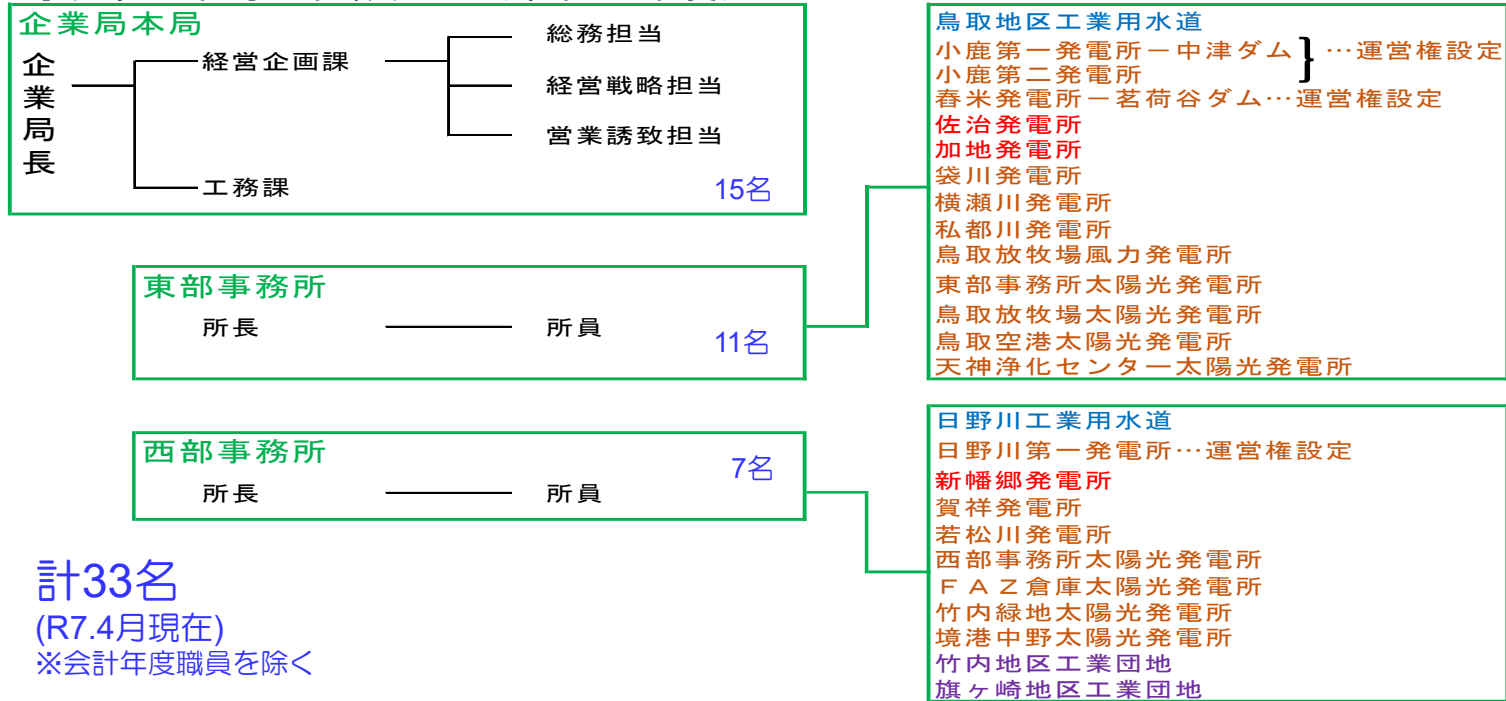 企業局本局
企業局長
経営企画課
総務担当
経営戦略担当
営業誘致担当
工務課
15名
東部事務所
所長
所員
11名
西部事務所
所長
所員
7名
計33名
(R7.4月現在)
※会計年度職員を除く
鳥取地区工業用水道
小鹿第一発電所－中津ダム
小鹿第二発電所
}…運営権設定
舂米発電所－茗荷谷ダム…運営権設定
佐治発電所
加地発電所
袋川発電所
横瀬川発電所
私都川発電所
鳥取放牧場風力発電所
東部事務所太陽光発電所
鳥取放牧場太陽光発電所
鳥取空港太陽光発電所
天神浄化センター太陽光発電所
日野川工業用水道
日野川第一発電所…運営権設定
新幡郷発電所
賀祥発電所
若松川発電所
西部事務所太陽光発電所
ＦＡＺ倉庫太陽光発電所
竹内緑地太陽光発電所
境港中野太陽光発電所
竹内地区工業団地
旗ヶ崎地区工業団地